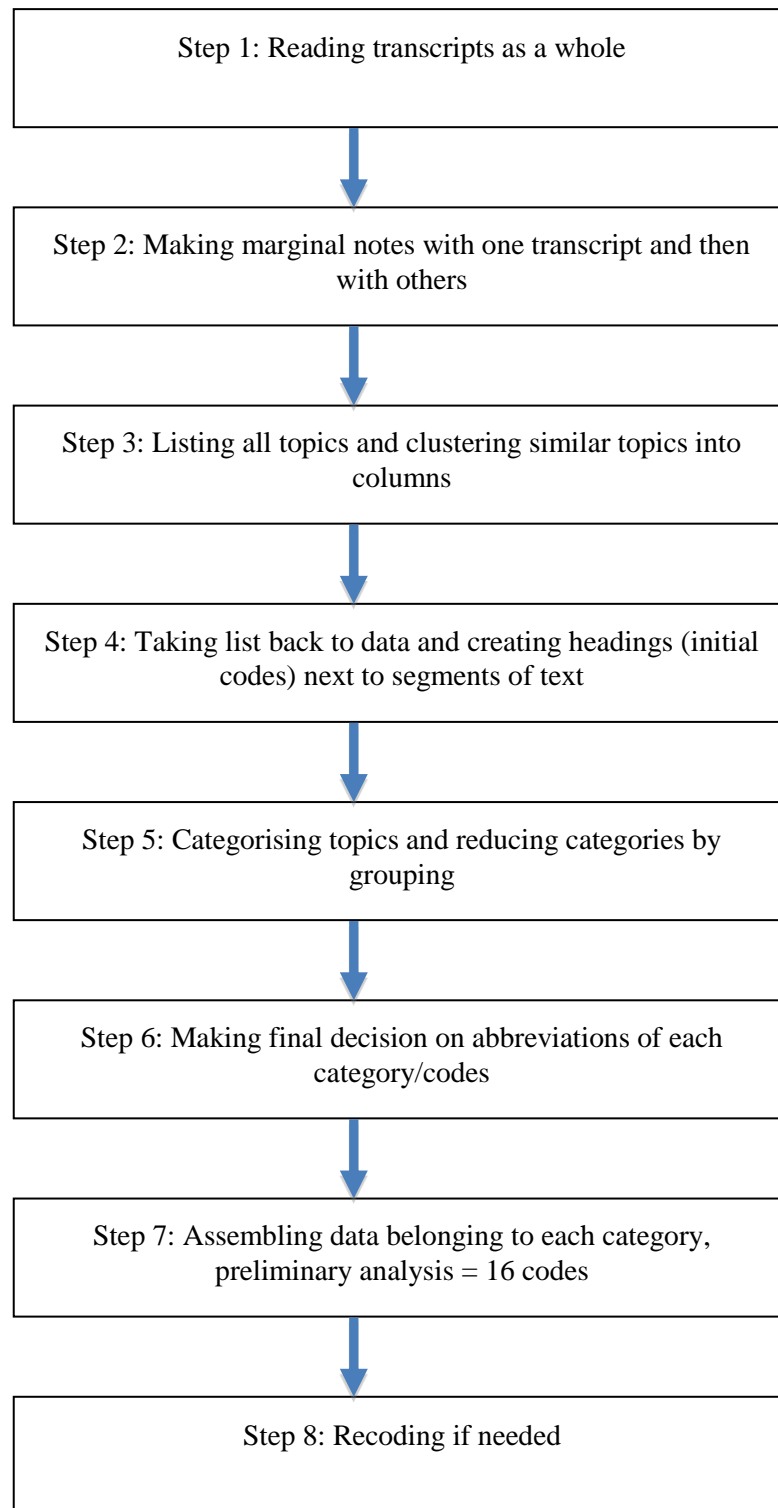 Step 1: Reading transcripts as a whole
Step 2: Making marginal notes with one transcript and then
with others
Step 3: Listing all topics and clustering similar topics into
columns
Step 4: Taking list back to data and creating headings (initial
codes) next to segments of text
Step 5: Categorising topics and reducing categories by
grouping
Step 6: Making final decision on abbreviations of each
category/codes
Step 7: Assembling data belonging to each category,
preliminary analysis = 16 codes
Step 8: Recoding if needed